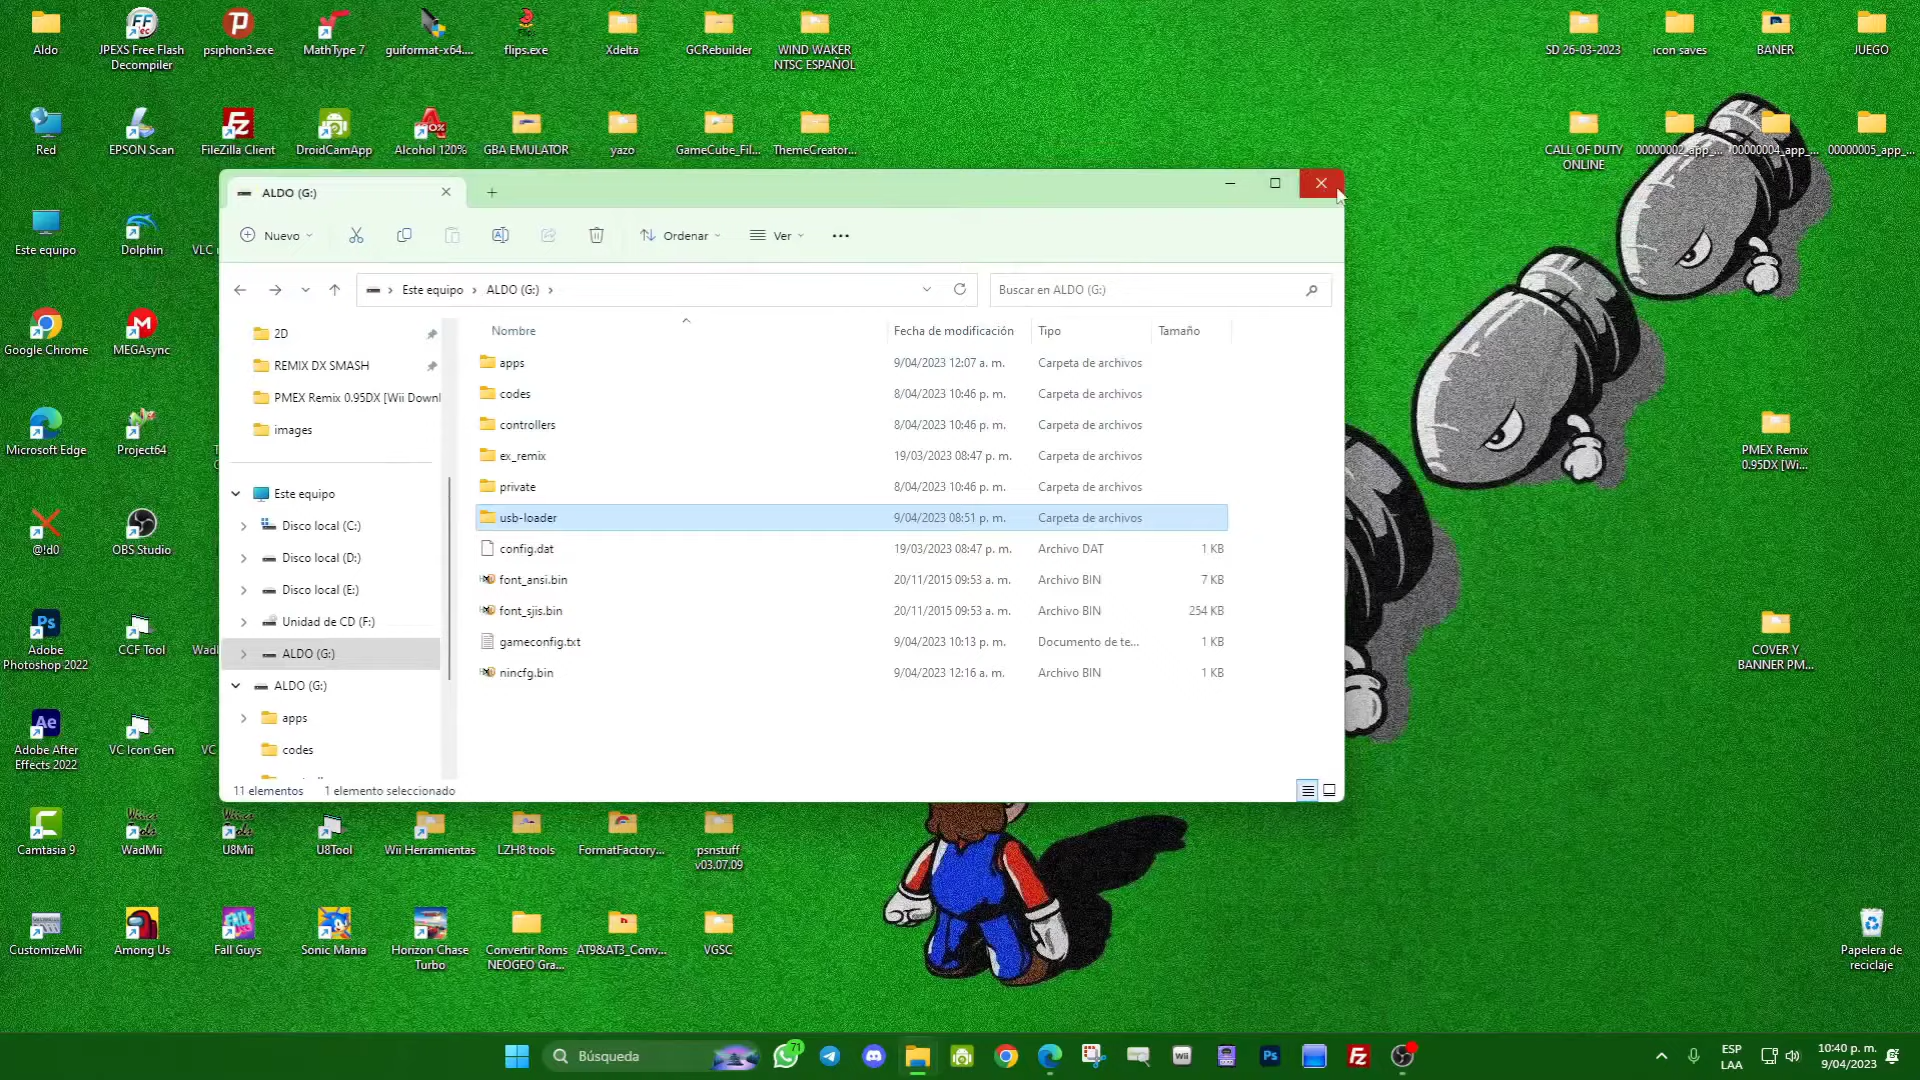 Aldo
JPEXS Free Flash
Decompiler
psiphon3.exe
MathType 7
guiformat-x64....
flips.exe
Xdelta
GCRebuilder
WIND WAKER
NTSC ESPAÑOL
SD 26-03-2023
icon saves
BANER
JUEGO
Red
EPSON Scan
FileZilla Client
DroidCamApp
Alcohol 120%
GBA EMULATOR
yazo
GameCube_Fil...
ThemeCreator...
CALL OF DUTY
ONLINE
00000002_app_...
00000004_app_...
00000005_app_...
ALDO (G:)
Nuevo
Ordenar
Ver
Este equipo
Dolphin
VLC
Este equipo
ALDO (G:)
Buscar en ALDO (G:)
Google Chrome
MEGAsync
2D
REMIX DX SMASH
PMEX Remix 0.95DX [Wii Downl
images
Este equipo
Disco local (C:)
Disco local (D:)
Disco local (E:)
Unidad de CD (F:)
ALDO (G:)
ALDO (G:)
apps
codes
Nombre Fecha de modificación Tipo Tamaño
apps 9/04/2023 12:07 a. m. Carpeta de archivos
codes 8/04/2023 10:46 p. m. Carpeta de archivos
controllers 8/04/2023 10:46 p. m. Carpeta de archivos
ex_remix 19/03/2023 08:47 p. m. Carpeta de archivos
private 8/04/2023 10:46 p. m. Carpeta de archivos
usb-loader 9/04/2023 08:51 p. m. Carpeta de archivos
config.dat 19/03/2023 08:47 p. m. Archivo DAT 1 KB
font_ansi.bin 20/11/2015 09:53 a. m. Archivo BIN 7 KB
font_sjis.bin 20/11/2015 09:53 a. m. Archivo BIN 254 KB
gameconfig.txt 9/04/2023 10:13 p. m. Documento de te... 1 KB
nincfg.bin 9/04/2023 12:16 a. m. Archivo BIN 1 KB
11 elementos 1 elemento seleccionado
Microsoft Edge
Project64
PMEX Remix
0.95DX [Wi...
@!d0
OBS Studio
Adobe
Photoshop 2022
CCF Tool
Wadl
COVER Y
BANNER PM...
Adobe After
Effects 2022
VC Icon Gen
VC
Camtasia 9
WadMii
U8Mii
U8Tool
Wii Herramientas
LZH8 tools
FormatFactory...
psnstuff
v03.07.09
CustomizeMii
Among Us
Fall Guys
Sonic Mania
Horizon Chase
Turbo
Convertir Roms
NEOGEO Gra...
AT9&AT3_Conv...
VGSC
Papelera de
reciclaje
Búsqueda
71
ESP
LAA
10:40 p. m.
9/04/2023